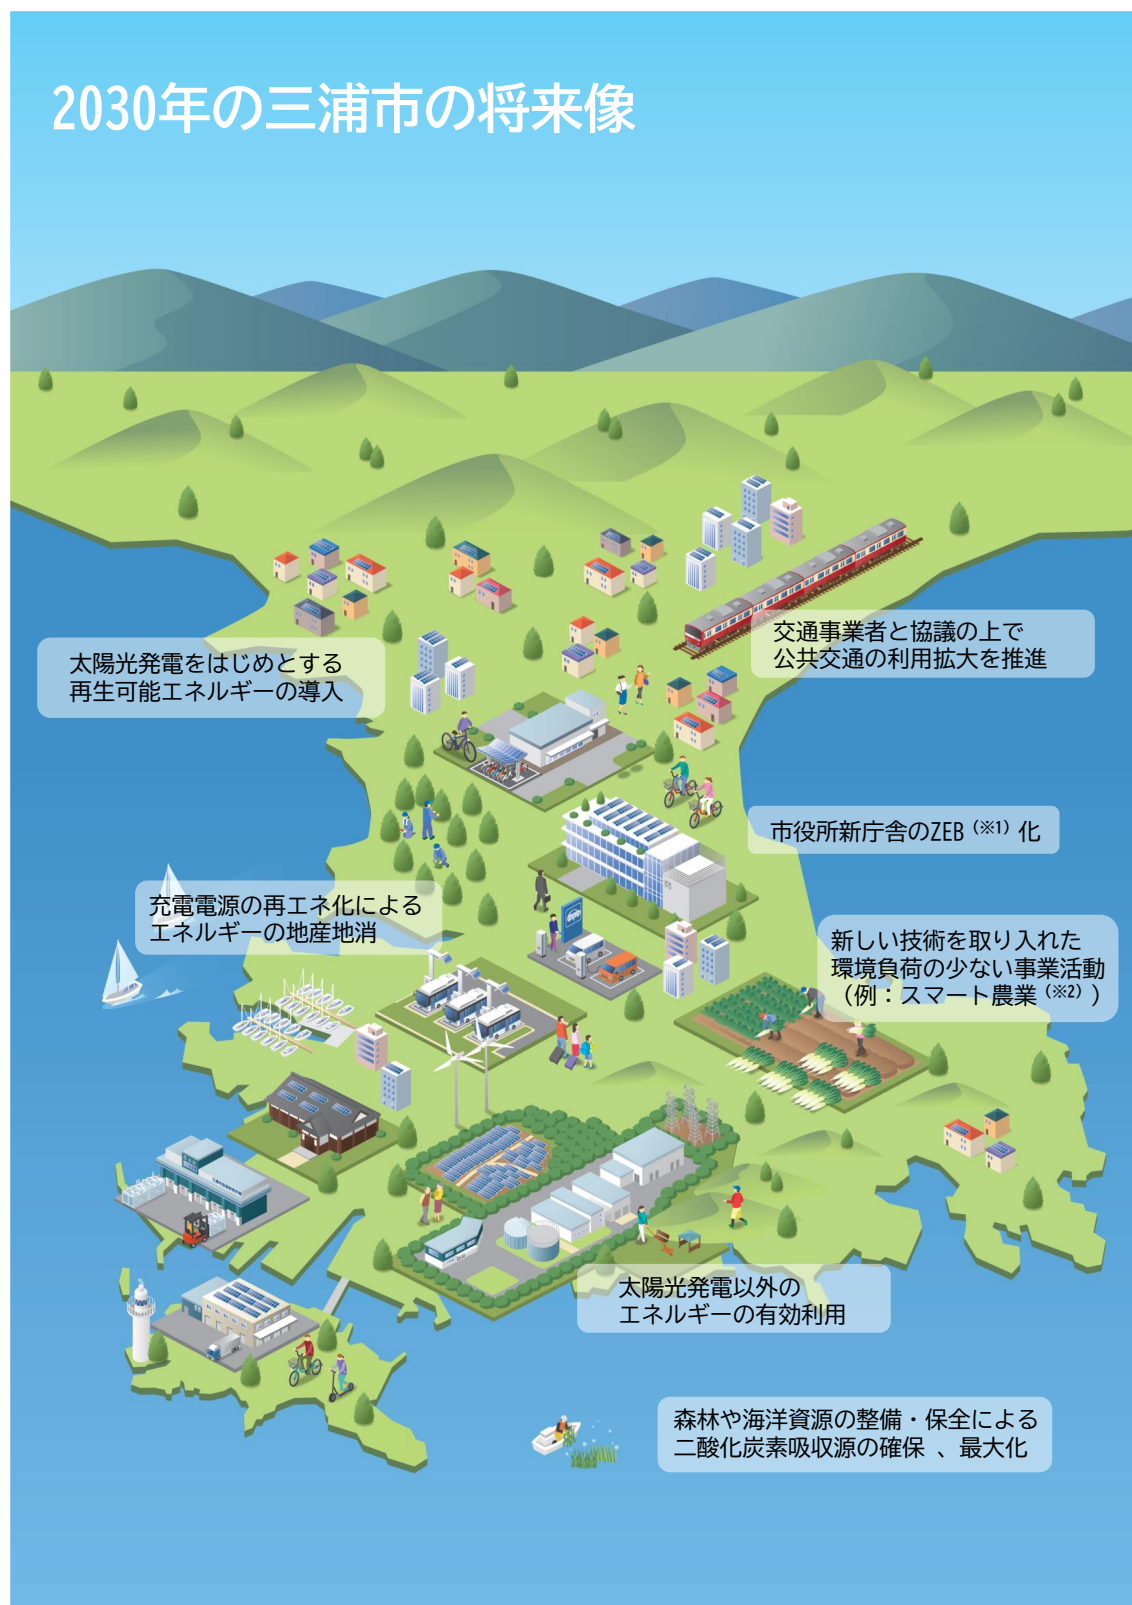 2030年の三浦市の将来像
交通事業者と協議の上で
公共交通の利用拡大を推進
太陽光発電をはじめとする
再生可能エネルギーの導入
市役所新庁舎のZEB（※1）化
充電電源の再エネ化による
エネルギーの地産地消
新しい技術を取り入れた
環境負荷の少ない事業活動
（例：スマート農業（※2））
太陽光発電以外の
エネルギーの有効利用
森林や海洋資源の整備・保全による
二酸化炭素吸収源の確保 、最大化